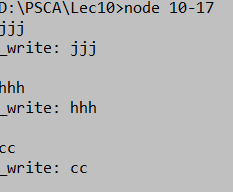 D:\PSCA\Lec10>node 10-17
jjj
_write: jjj
hhh
_write: hhh
cc
_write: cc